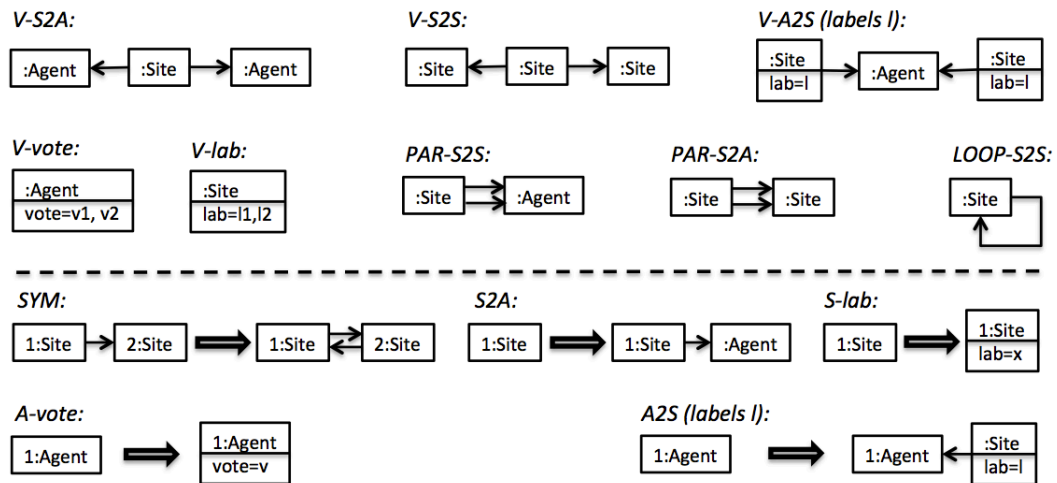 V-S2A:
V-S2S:
V-A2S (labels l):
:Agent
:Site
:Agent
:Site
:Site
:Site
:Site
lab=l
:Agent
:Site
lab=l
V-vote:
V-lab:
PAR-S2S:
PAR-S2A:
LOOP-S2S:
:Agent
vote=v1, v2
:Site
lab=l1,l2
:Site
:Agent
:Site
:Site
:Site
SYM:
S2A:
S-lab:
1:Site
2:Site
1:Site
2:Site
1:Site
1:Site
:Agent
1:Site
1:Site
lab=x
A-vote:
A2S (labels l):
1:Agent
1:Agent
vote=v
1:Agent
1:Agent
:Site
lab=l